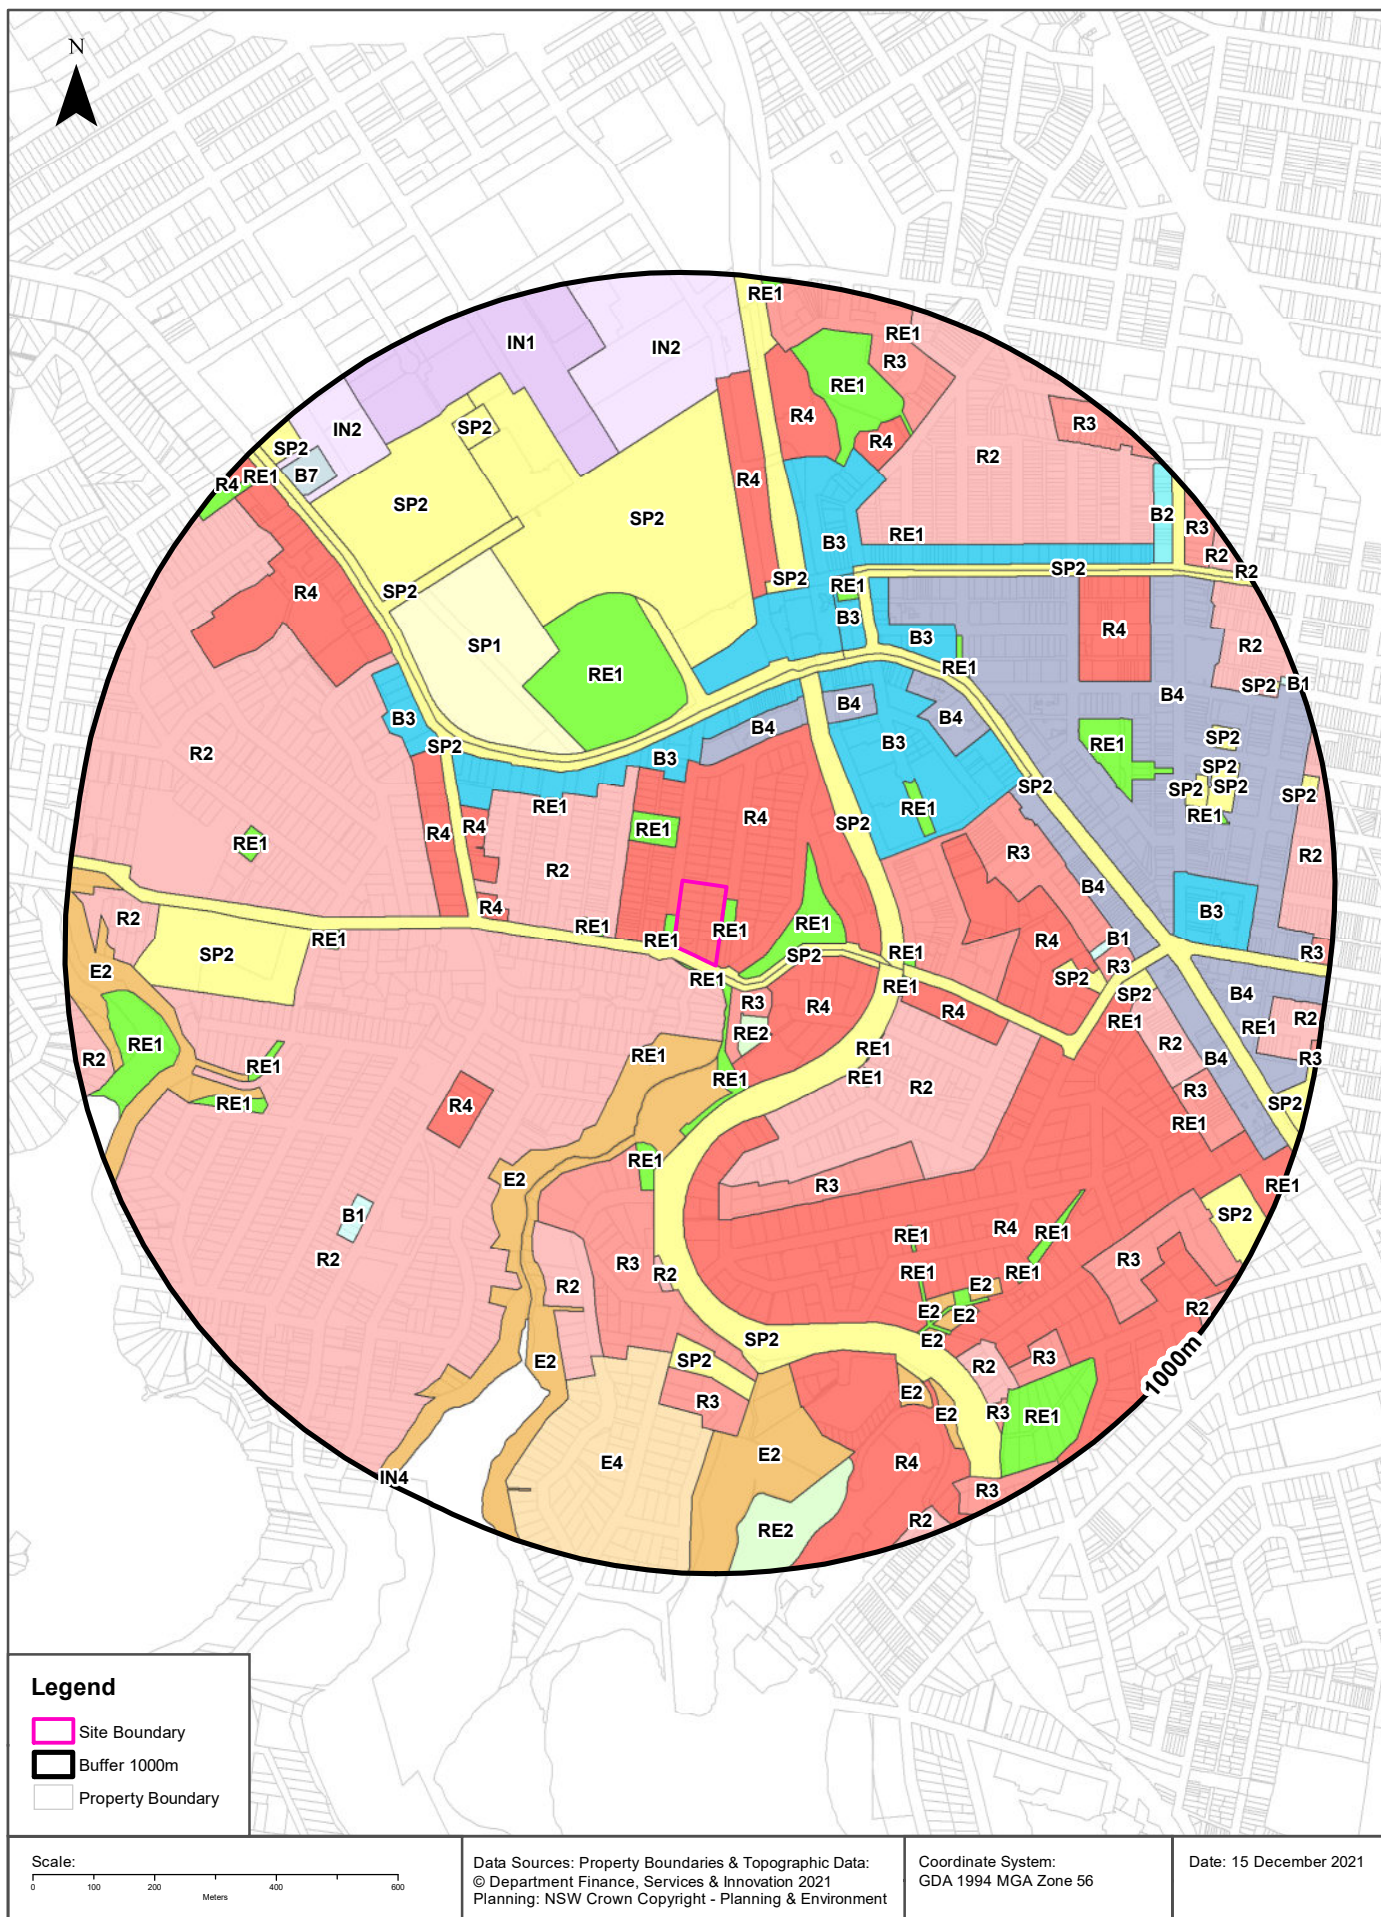 N
RE1
IN1
RE1
IN2
R3
RE1
R4
R3
IN2
SP2
R4
SP2
R2
B7
RE1
R4
R4
SP2
SP2
B2
R3
RE1
B3
R2
SP2
R2
SP2
SP2
RE1
R4
B3
R4
B3
SP1
R2
RE1
RE1
SP2
B1
B4
B4
B3
B4
B3
SP2
B4
RE1
R2
SP2
B3
SP2
SP2
SP2
SP2
SP2
RE1
RE1
RE1
R4
SP2
R4
R4
RE1
RE1
R3
R2
R2
B4
R4
B3
R2
RE1
RE1
RE1
RE1
RE1
B1
R4
SP2
SP2
RE1
R3
R3
E2
RE1
SP2
RE1
SP2
B4
R3
R4
R4
RE1
RE1
R2
RE2
RE1
R2
RE1
RE1
R2
B4
R3
RE1
RE1
RE1
R2
R3
RE1
R4
SP2
RE1
RE1
E2
R3
RE1
B1
SP2
R4
RE1
RE1
R2
R3
R3
R2
R2
RE1
RE1
E2
E2
E2
R2
SP2
E2
SP2
E2
R2
R3
1000m
R3
E2
E2
R3
RE1
E2
E4
R4
IN4
R3
R2
RE2
Legend
Site Boundary
Buffer 1000m
Property Boundary
Scale:
0 100 200 400 600
Meters
Data Sources: Property Boundaries & Topographic Data:
© Department Finance, Services & Innovation 2021
Planning: NSW Crown Copyright - Planning & Environment
Coordinate System:
GDA 1994 MGA Zone 56
Date: 15 December 2021